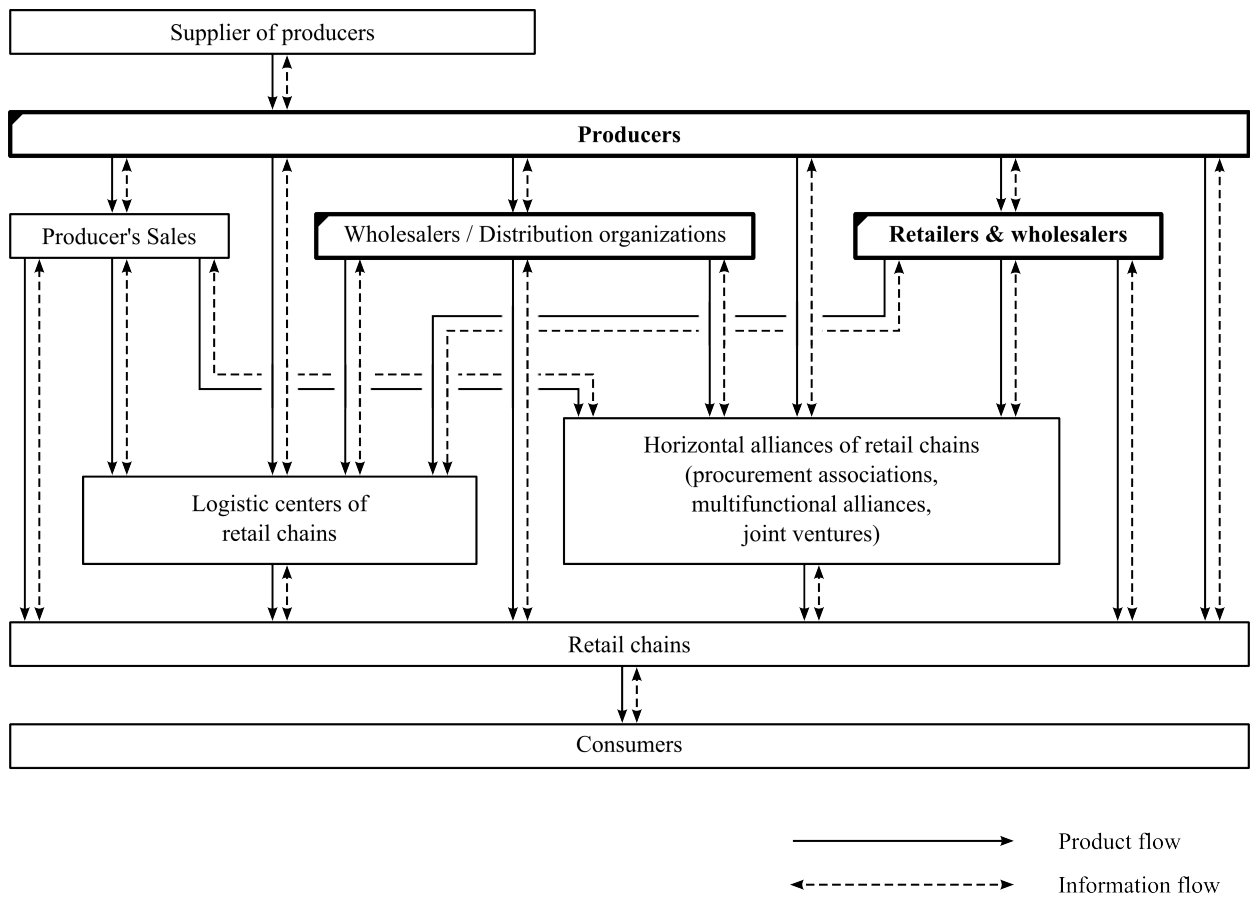 Supplier of producers
Producers
Producer's Sales
Wholesalers / Distribution organizations
Retailers & wholesalers
Horizontal alliances of retail chains
(procurement associations,
multifunctional alliances,
joint ventures)
Logistic centers of
retail chains
Retail chains
Consumers
Product flow
Information flow